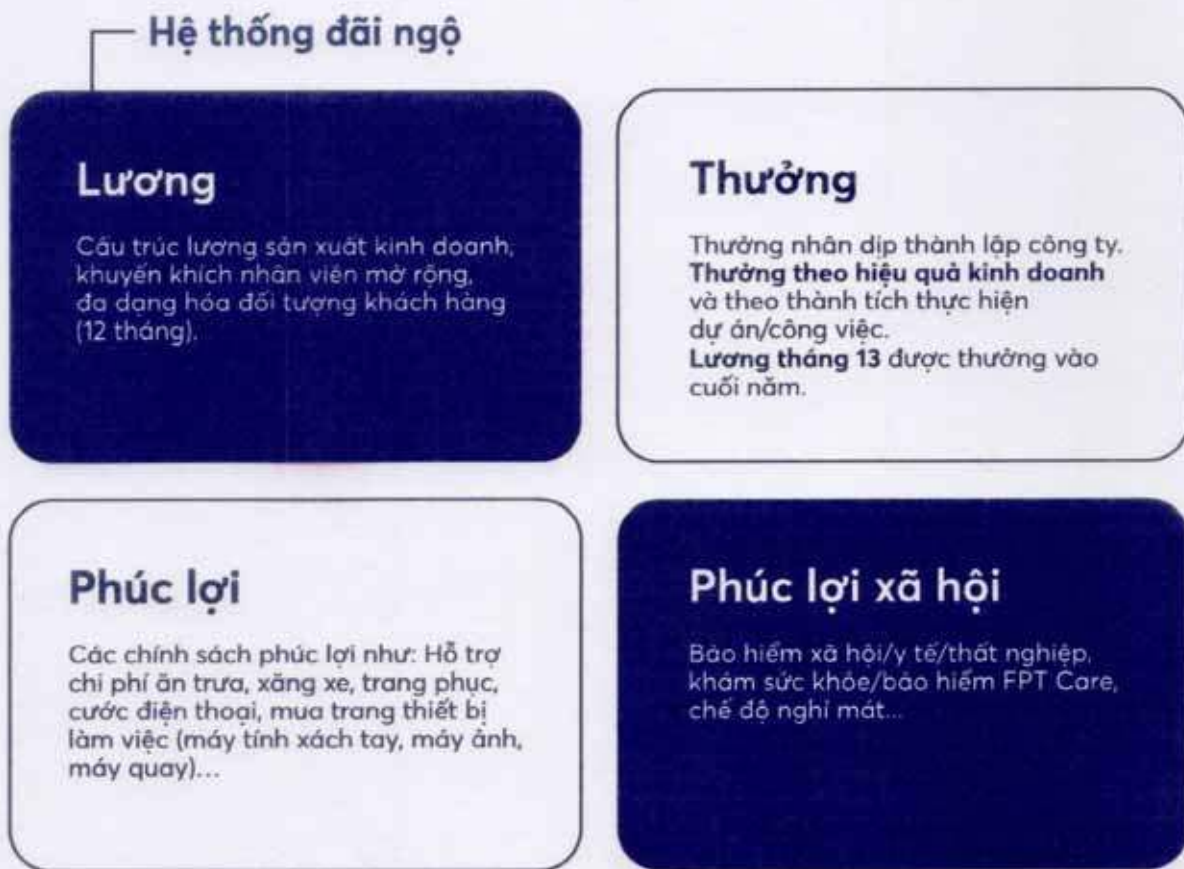 Hệ thống đãi ngộ
Lương
Cấu trúc lương sản xuất kinh doanh,
khuyến khích nhân viên mở rộng,
đa dạng hóa đối tượng khách hàng
(12 tháng).
Thưởng
Thưởng nhân dịp thành lập công ty.
Thưởng theo hiệu quả kinh doanh
và theo thành tích thực hiện
dự án/công việc.
Lương tháng 13 được thưởng vào
cuối năm.
Phúc lợi
Các chính sách phúc lợi như: Hỗ trợ
chi phí ăn trưa, xăng xe, trang phục,
cước điện thoại, mua trang thiết bị
làm việc (máy tính xách tay, máy ảnh,
máy quay)...
Phúc lợi xã hội
Bảo hiểm xã hội/y tế/thất nghiệp,
khám sức khỏe/bảo hiểm FPT Care,
chế độ nghỉ mát...